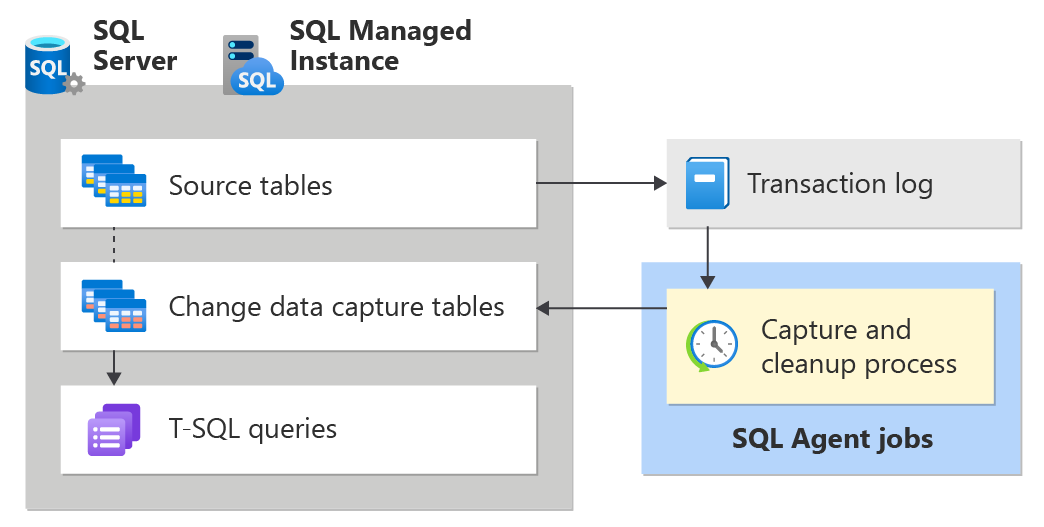 SQL
Server
SQL Managed
Instance
SQL
SQL
Source tables
Transaction log
Change data capture tables
Capture and
cleanup process
T-SQL queries
SQL Agent jobs